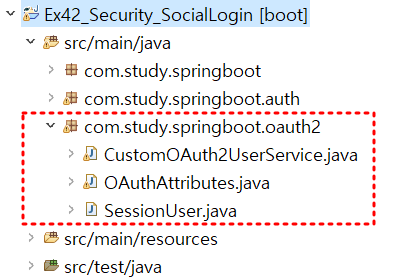 Ex42_Security_SocialLogin [boot]
src/main/java
com.study.springboot
com.study.springboot.auth
com.study.springboot.oauth2
CustomOAuth2UserService.java
OAuthAttributes.java
SessionUser.java
src/main/resources
src/test/java